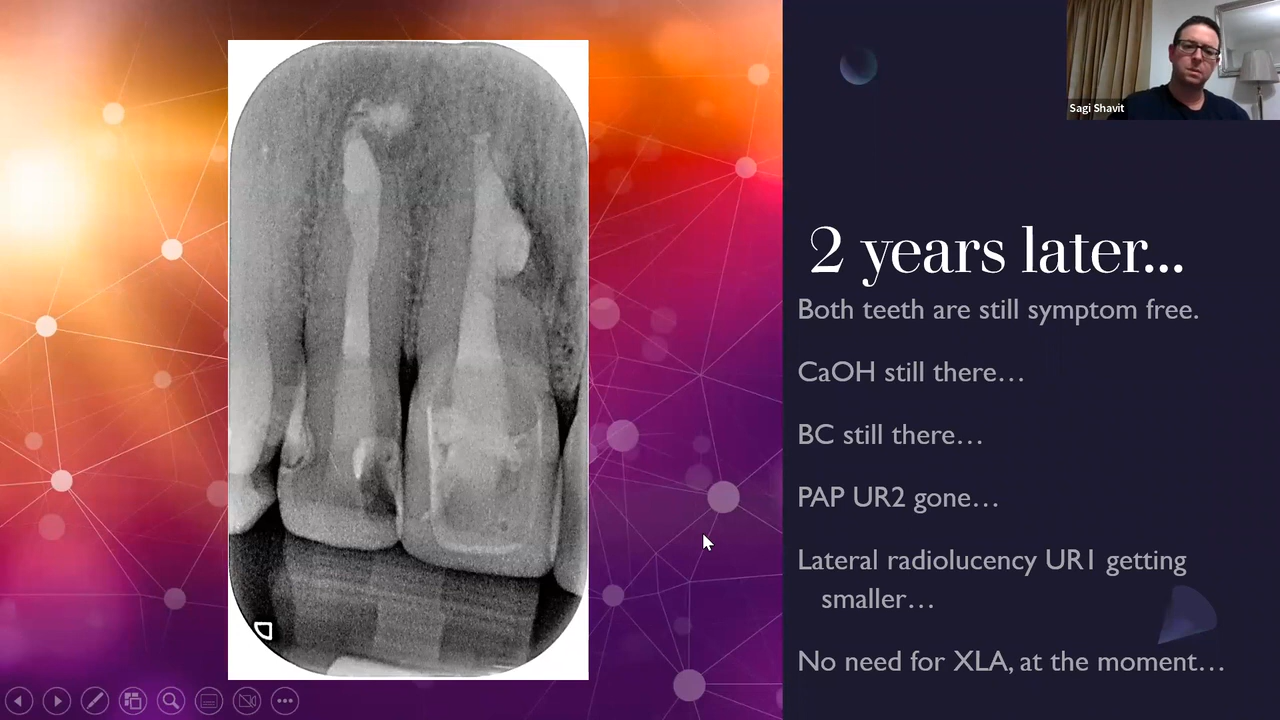 Sagi Shavit
2 years later...
Both teeth are still symptom free.
CaOH still there…
BC still there…
PAP UR2 gone…
Lateral radiolucency UR1 getting
smaller…
No need for XLA, at the moment…